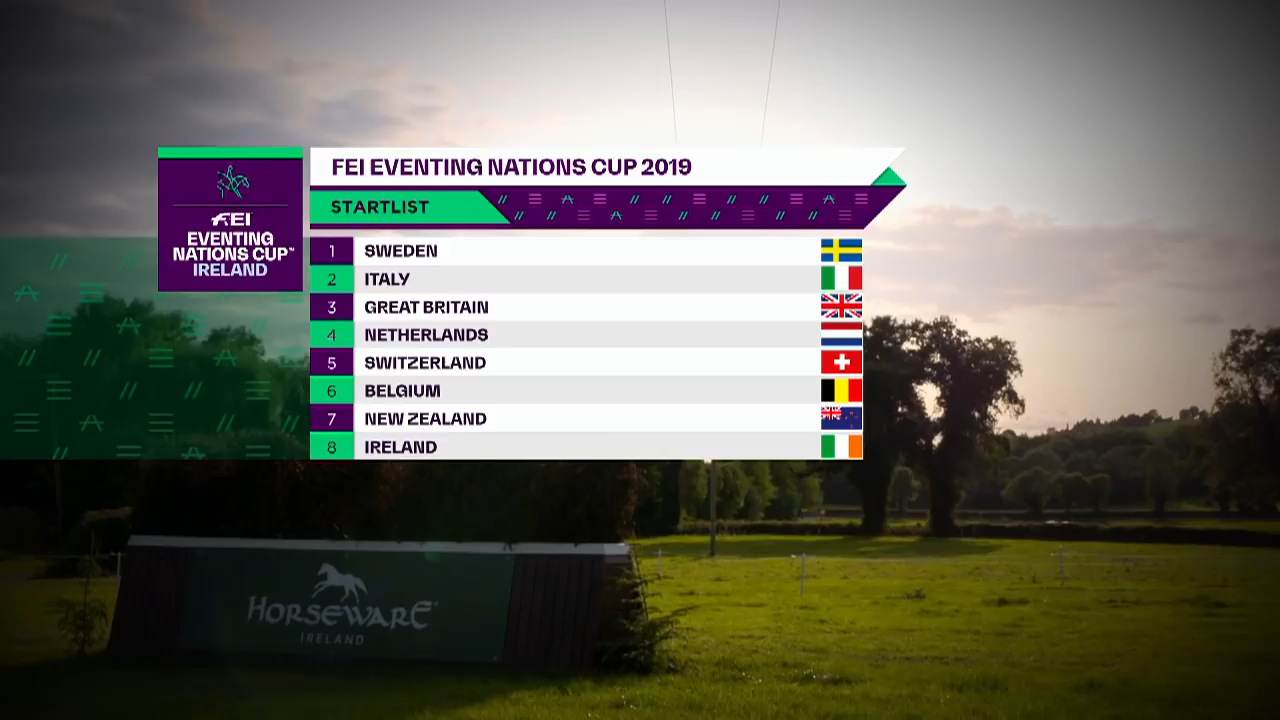 FEI EVENTING NATIONS CUP 2019
STARTLIST
FEI
EVENTING
NATIONS CUP™
IRELAND
1 SWEDEN
2 ITALY
3 GREAT BRITAIN
4 NETHERLANDS
5 SWITZERLAND
6 BELGIUM
7 NEW ZEALAND
8 IRELAND
HORSEWARE®
IRELAND